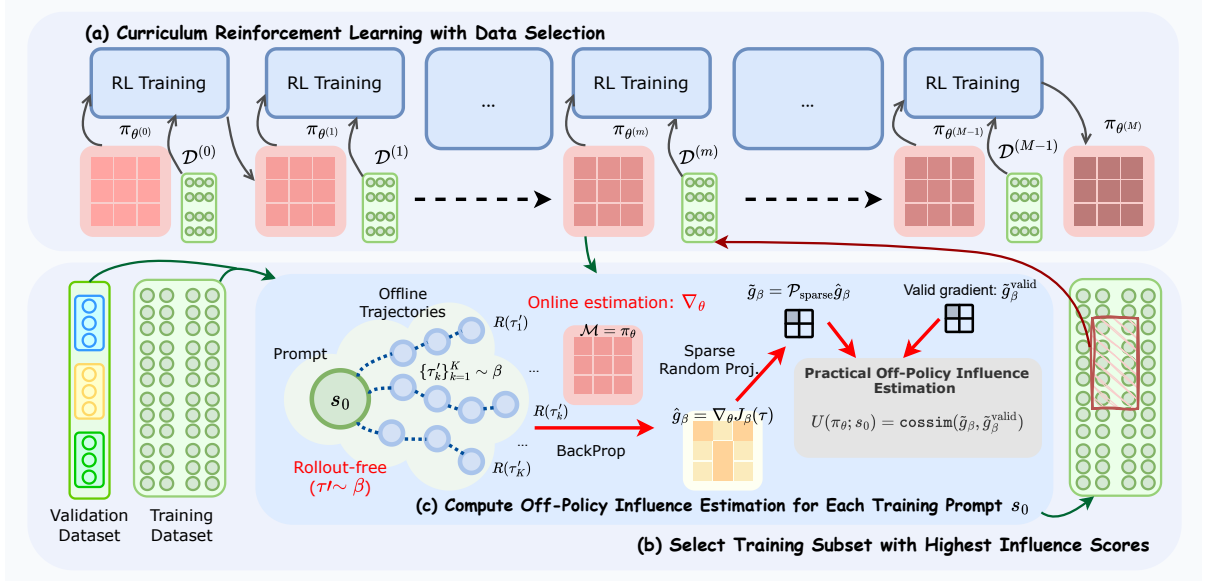 (a) Curriculum Reinforcement Learning with Data Selection
RL Training
RL Training
...
RL Training
...
RL Training
π_θ^(0)
𝒟^(0)
π_θ^(1)
𝒟^(1)
π_θ^(m)
𝒟^(m)
π_θ^(M−1)
𝒟^(M−1)
π_θ^(M)
Validation
Dataset
Training
Dataset
Offline
Trajectories
Prompt
s₀
{τ′_k}^K_{k=1} ∼ β
R(τ′_1)
...
R(τ′_k)
...
R(τ′_K)
Rollout-free
(τ′∼ β)
Online estimation: ∇_θ
ℳ = π_θ
BackProp
ĝ_β = ∇_θ J_β(τ)
Sparse
Random Proj.
g̃_β = 𝒫_sparse ĝ_β
Valid gradient: g̃_β^valid
Practical Off-Policy Influence
Estimation
U(π_θ; s₀) = cossim(g̃_β, g̃_β^valid)
(c) Compute Off-Policy Influence Estimation for Each Training Prompt s₀
(b) Select Training Subset with Highest Influence Scores